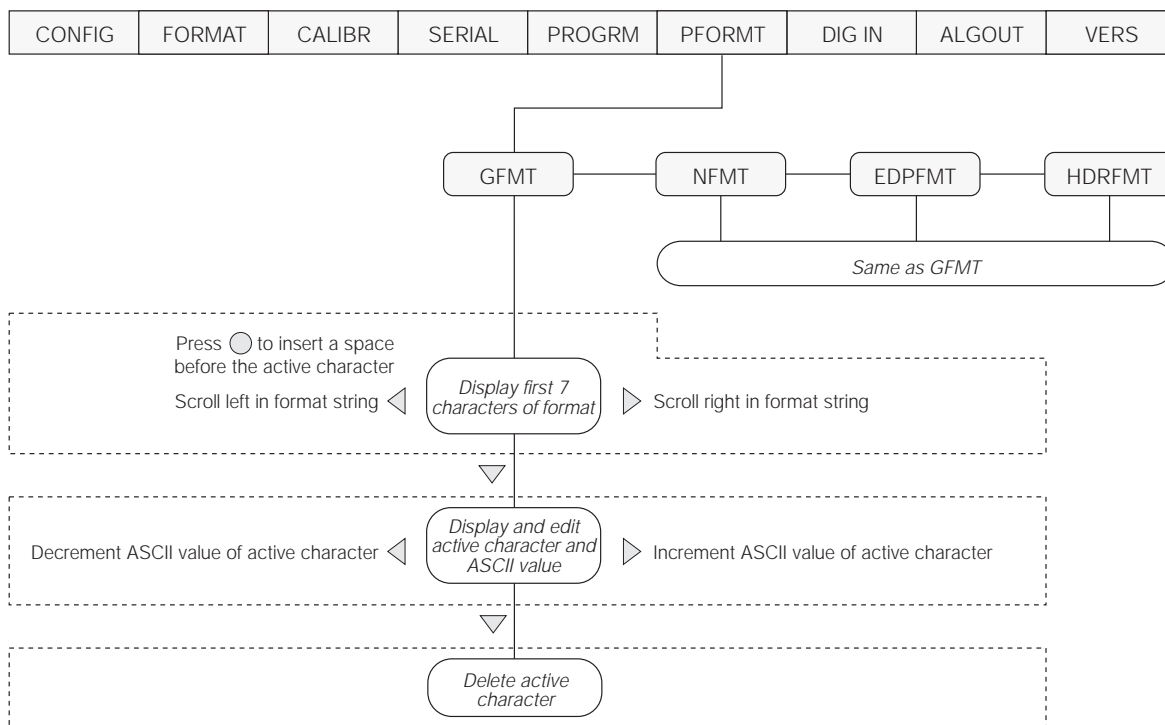 CONFIG FORMAT CALIBR SERIAL PROGRM PFORMT DIG IN ALGOUT VERS
GFMT NFMT EDPFMT HDRFMT
Same as GFMT
Press to insert a space
before the active character
Scroll left in format string
Display first 7
characters of format
Scroll right in format string
Decrement ASCII value of active character
Display and edit
active character and
ASCII value
Increment ASCII value of active character
Delete active
character